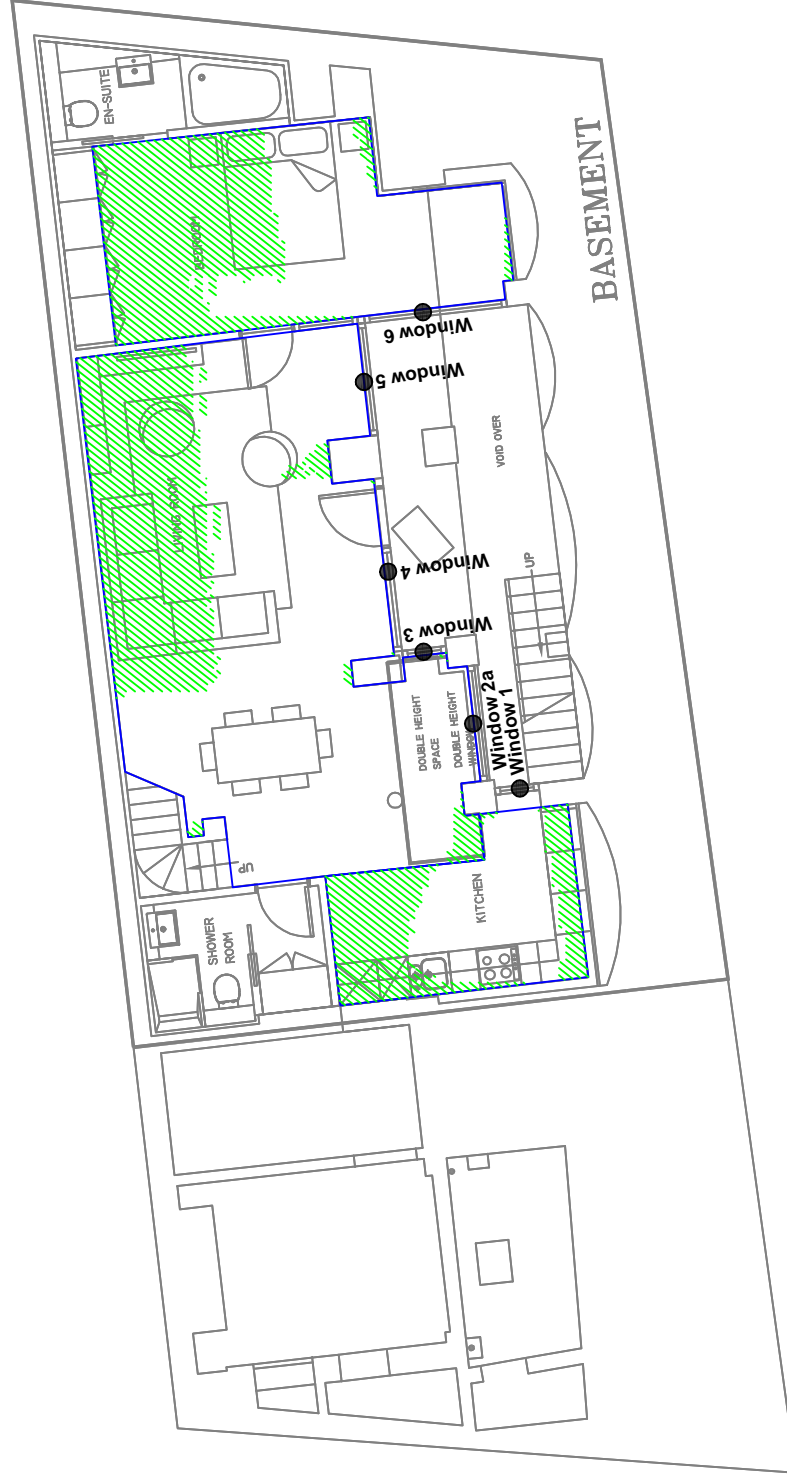 BASEMENT
EN-SUITE
BEDROOM
Window 6
Window 5
VOID OVER
LIVING ROOM
Window 4
UP
Window 3
DOUBLE HEIGHT
SPACE
DOUBLE HEIGHT
WINDOW
Window 2a
Window 1
UP
KITCHEN
SHOWER
ROOM